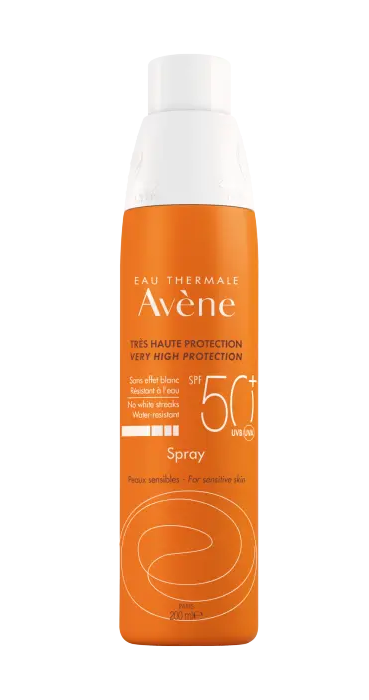 EAU THERMALE
Avène
TRÈS HAUTE PROTECTION
VERY HIGH PROTECTION
Sans effet blanc
Résistant à l'eau
No white streaks
Water-resistant
SPF 50+
UVB UVA
Spray
Peaux sensibles - For sensitive skin
PARIS
200 ml℮